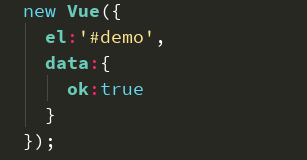 new Vue({
  el:'#demo',
  data:{
    ok:true
  }
});